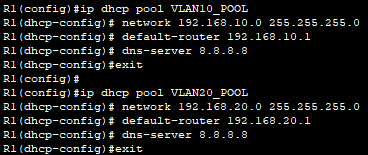 R1(config)#ip dhcp pool VLAN10_POOL
R1(dhcp-config)# network 192.168.10.0 255.255.255.0
R1(dhcp-config)# default-router 192.168.10.1
R1(dhcp-config)# dns-server 8.8.8.8
R1(dhcp-config)#exit
R1(config)#
R1(config)#ip dhcp pool VLAN20_POOL
R1(dhcp-config)# network 192.168.20.0 255.255.255.0
R1(dhcp-config)# default-router 192.168.20.1
R1(dhcp-config)# dns-server 8.8.8.8
R1(dhcp-config)#exit